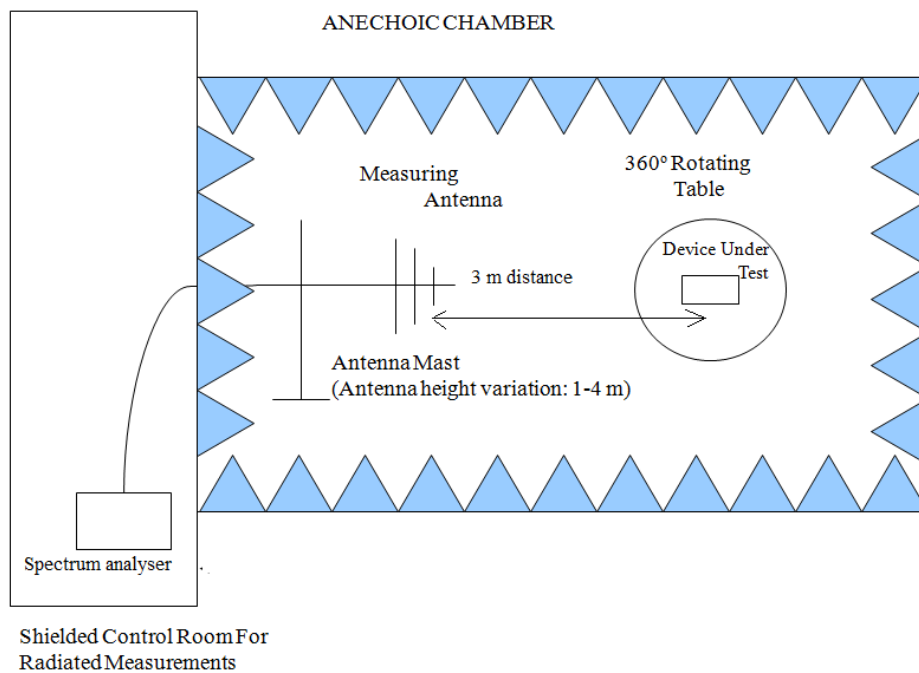 ANECHOIC CHAMBER
Measuring
Antenna
360º Rotating
Table
Device Under
Test
3 m distance
Antenna Mast
(Antenna height variation: 1-4 m)
Spectrum analyser
Shielded Control Room For
Radiated Measurements